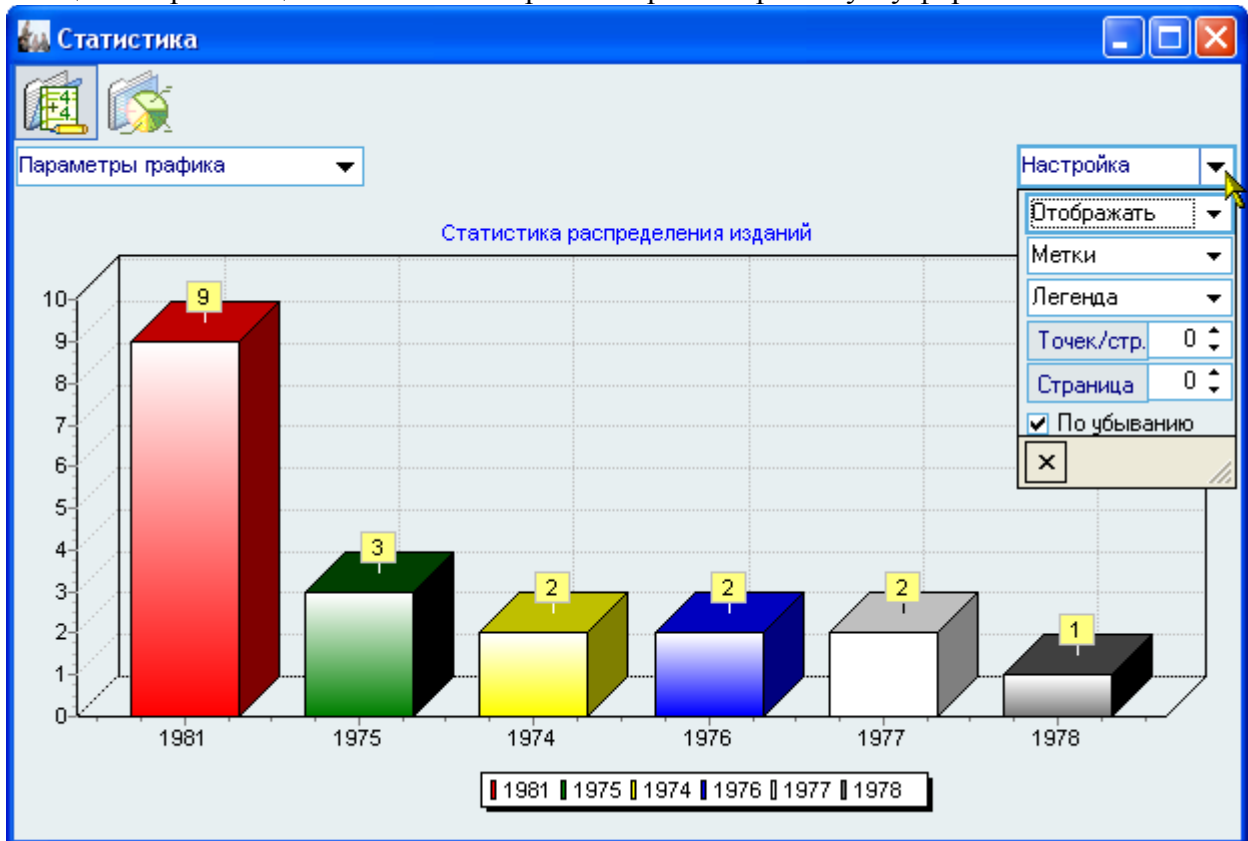 Статистика
Параметры графика
Настройка
Отображать
Метки
Легенда
Точек/стр. 0
Страница 0
По убыванию
Статистика распределения изданий
10
9
8
7
6
5
4
3
2
1
0
9
3
2
2
2
1
1981 1975 1974 1976 1977 1978
1981 1975 1974 1976 1977 1978